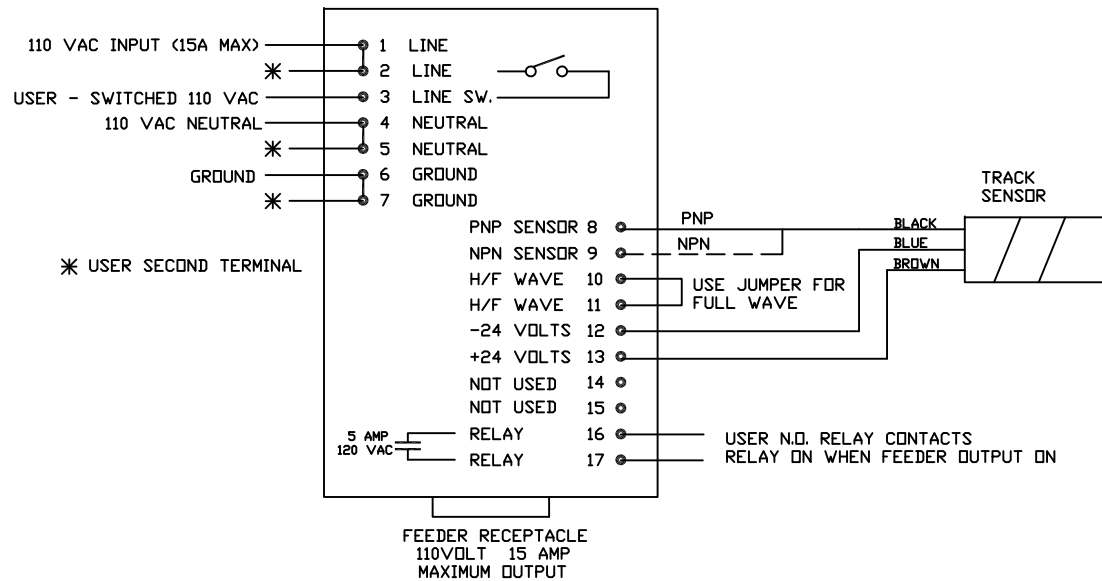 110 VAC INPUT (15A MAX) 1 LINE
✳ 2 LINE
USER - SWITCHED 110 VAC 3 LINE SW.
110 VAC NEUTRAL 4 NEUTRAL
✳ 5 NEUTRAL
GROUND 6 GROUND
✳ 7 GROUND
✳ USER SECOND TERMINAL
PNP SENSOR 8 PNP
NPN SENSOR 9 NPN
H/F WAVE 10
H/F WAVE 11
USE JUMPER FOR
FULL WAVE
-24 VOLTS 12
+24 VOLTS 13
NOT USED 14
NOT USED 15
RELAY 16
RELAY 17
5 AMP
120 VAC
TRACK
SENSOR
BLACK
BLUE
BROWN
USER N.O. RELAY CONTACTS
RELAY ON WHEN FEEDER OUTPUT ON
FEEDER RECEPTACLE
110VOLT 15 AMP
MAXIMUM OUTPUT